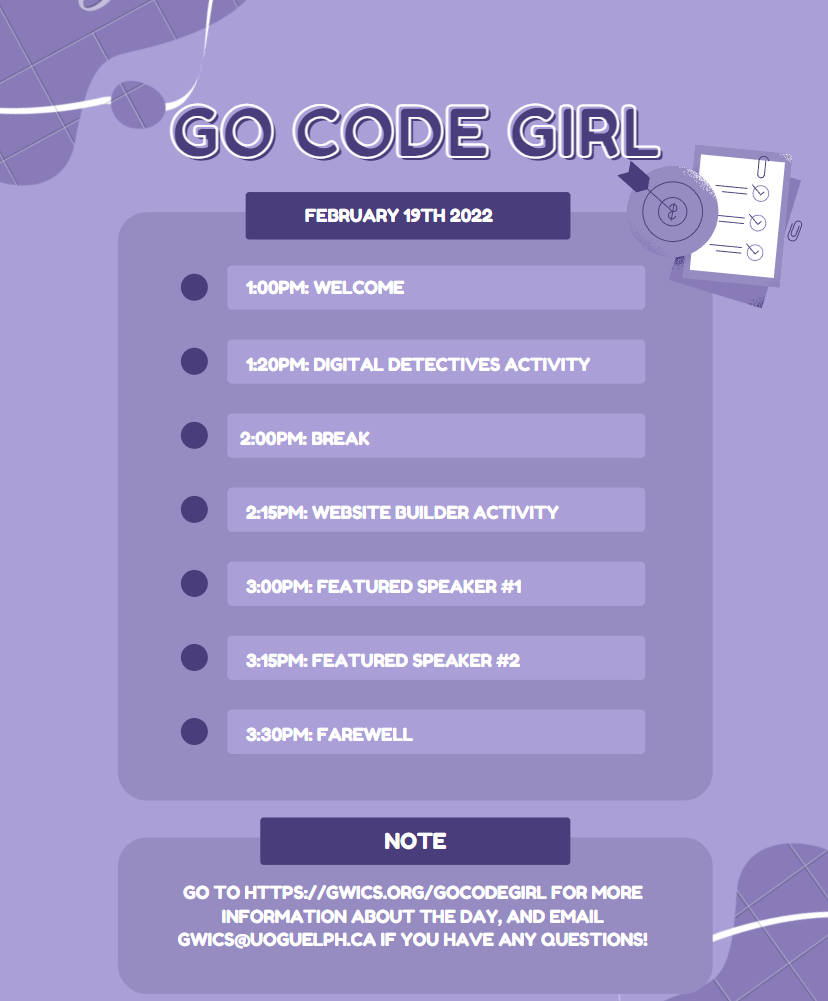 GO CODE GIRL
FEBRUARY 19TH 2022
1:00PM: WELCOME
1:20PM: DIGITAL DETECTIVES ACTIVITY
2:00PM: BREAK
2:15PM: WEBSITE BUILDER ACTIVITY
3:00PM: FEATURED SPEAKER #1
3:15PM: FEATURED SPEAKER #2
3:30PM: FAREWELL
NOTE
GO TO HTTPS://GWICS.ORG/GOCODEGIRL FOR MORE
INFORMATION ABOUT THE DAY, AND EMAIL
GWICS@UOGUELPH.CA IF YOU HAVE ANY QUESTIONS!